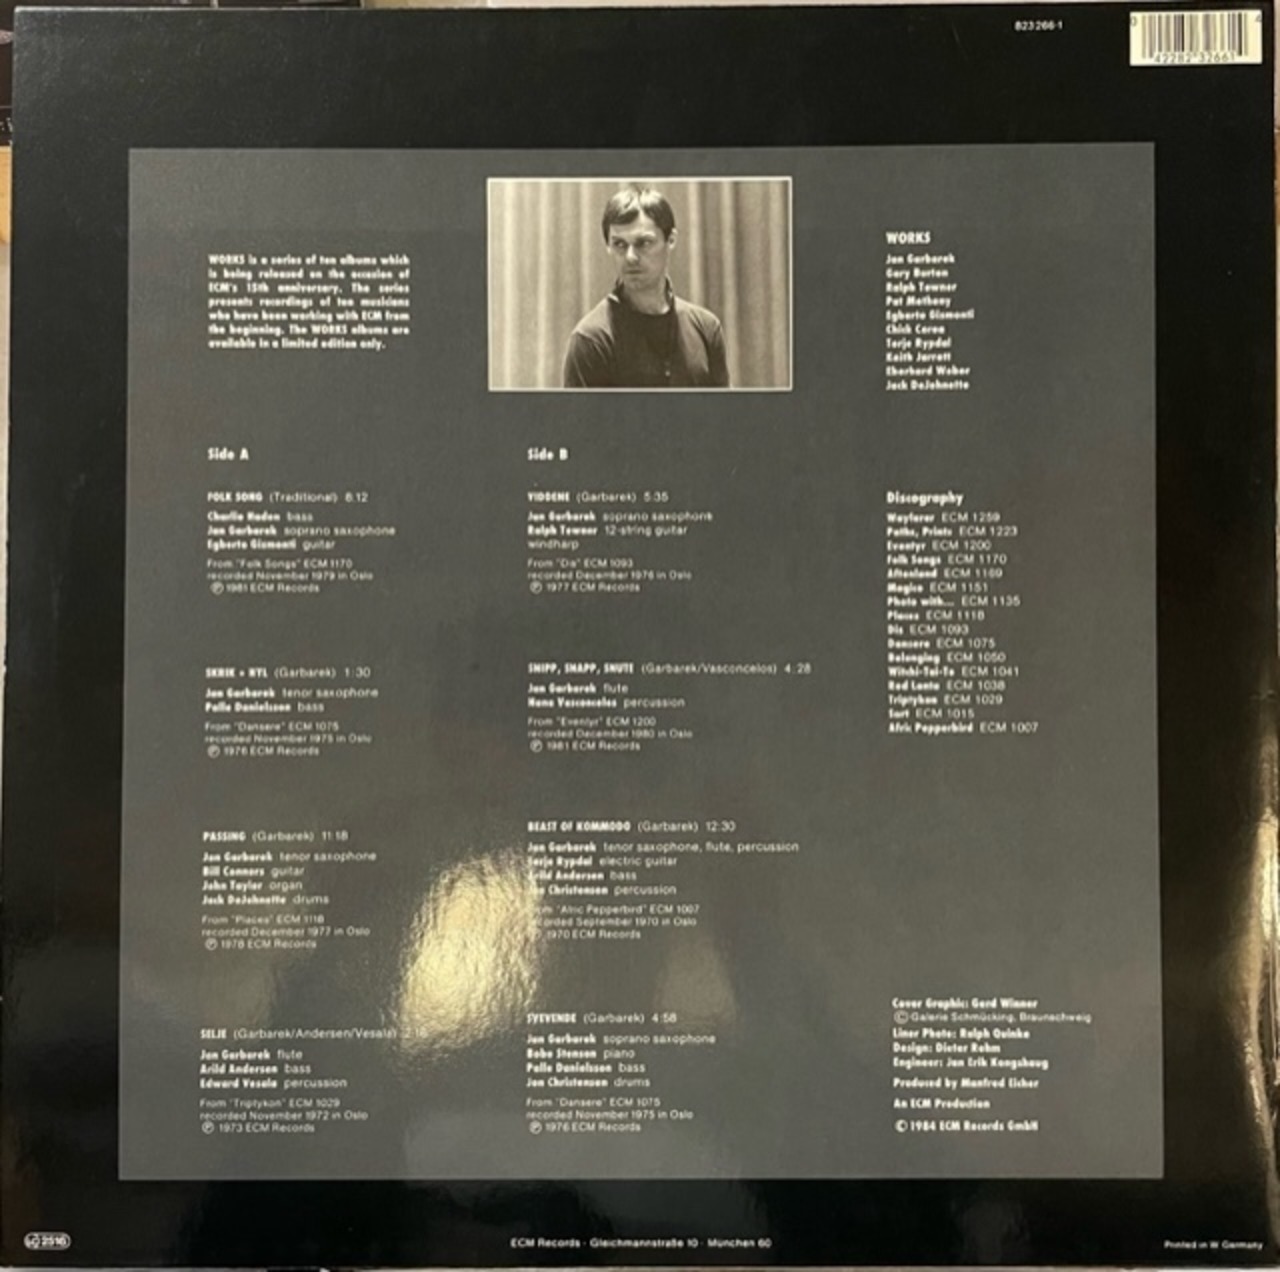 823 266-1
0 42282 32661 4
WORKS is a series of ten albums which
is being released on the occasion of
ECM's 15th anniversary. The series
presents recordings of ten musicians
who have been working with ECM from
the beginning. The WORKS albums are
available in a limited edition only.
WORKS
Jan Garbarek
Gary Burton
Ralph Towner
Pat Metheny
Egberto Gismonti
Chick Corea
Terje Rypdal
Keith Jarrett
Eberhard Weber
Jack DeJohnette
Side A
FOLK SONG (Traditional) 8:12
Charlie Haden bass
Jan Garbarek soprano saxophone
Egberto Gismonti guitar
From "Folk Songs" ECM 1170
recorded November 1979 in Oslo
Ⓟ 1981 ECM Records
SKRIK + HYL (Garbarek) 1:30
Jan Garbarek tenor saxophone
Palle Danielsson bass
From "Dansere" ECM 1075
recorded November 1975 in Oslo
Ⓟ 1976 ECM Records
PASSING (Garbarek) 11:18
Jan Garbarek tenor saxophone
Bill Connors guitar
John Taylor organ
Jack DeJohnette drums
From "Places" ECM 1118
recorded December 1977 in Oslo
Ⓟ 1978 ECM Records
SELJE (Garbarek/Andersen/Vesala)
Jan Garbarek flute
Arild Andersen bass
Edward Vesala percussion
From "Triptykon" ECM 1029
recorded November 1972 in Oslo
Ⓟ 1973 ECM Records
Side B
VIDDENE (Garbarek) 5:35
Jan Garbarek soprano saxophone
Ralph Towner 12-string guitar
windharp
From "Dis" ECM 1093
recorded December 1976 in Oslo
Ⓟ 1977 ECM Records
SNIPP, SNAPP, SNUTE (Garbarek/Vasconcelos) 4:28
Jan Garbarek flute
Nana Vasconcelos percussion
From "Eventyr" ECM 1200
recorded December 1980 in Oslo
Ⓟ 1981 ECM Records
BEAST OF KOMMODO (Garbarek) 12:30
Jan Garbarek tenor saxophone, flute, percussion
Terje Rypdal electric guitar
Arild Andersen bass
Jon Christensen percussion
From "Afric Pepperbird" ECM 1007
recorded September 1970 in Oslo
Ⓟ 1970 ECM Records
SVEVENDE (Garbarek) 4:58
Jan Garbarek soprano saxophone
Bobo Stenson piano
Palle Danielsson bass
Jon Christensen drums
From "Dansere" ECM 1075
recorded November 1975 in Oslo
Ⓟ 1976 ECM Records
Discography
Wayfarer ECM 1259
Paths, Prints ECM 1223
Eventyr ECM 1200
Folk Songs ECM 1170
Aftenland ECM 1169
Magico ECM 1151
Photo with... ECM 1135
Places ECM 1118
Dis ECM 1093
Dansere ECM 1075
Belonging ECM 1050
Witchi-Tai-To ECM 1041
Red Lanta ECM 1038
Triptykon ECM 1029
Sart ECM 1015
Afric Pepperbird ECM 1007
Cover Graphic: Gerd Winner
© Galerie Schmücking, Braunschweig
Liner Photo: Ralph Quinke
Design: Dieter Rehm
Engineer: Jan Erik Kongshaug
Produced by Manfred Eicher
An ECM Production
© 1984 ECM Records GmbH
LC 2516
ECM Records · Gleichmannstraße 10 · München 60
Printed in W. Germany